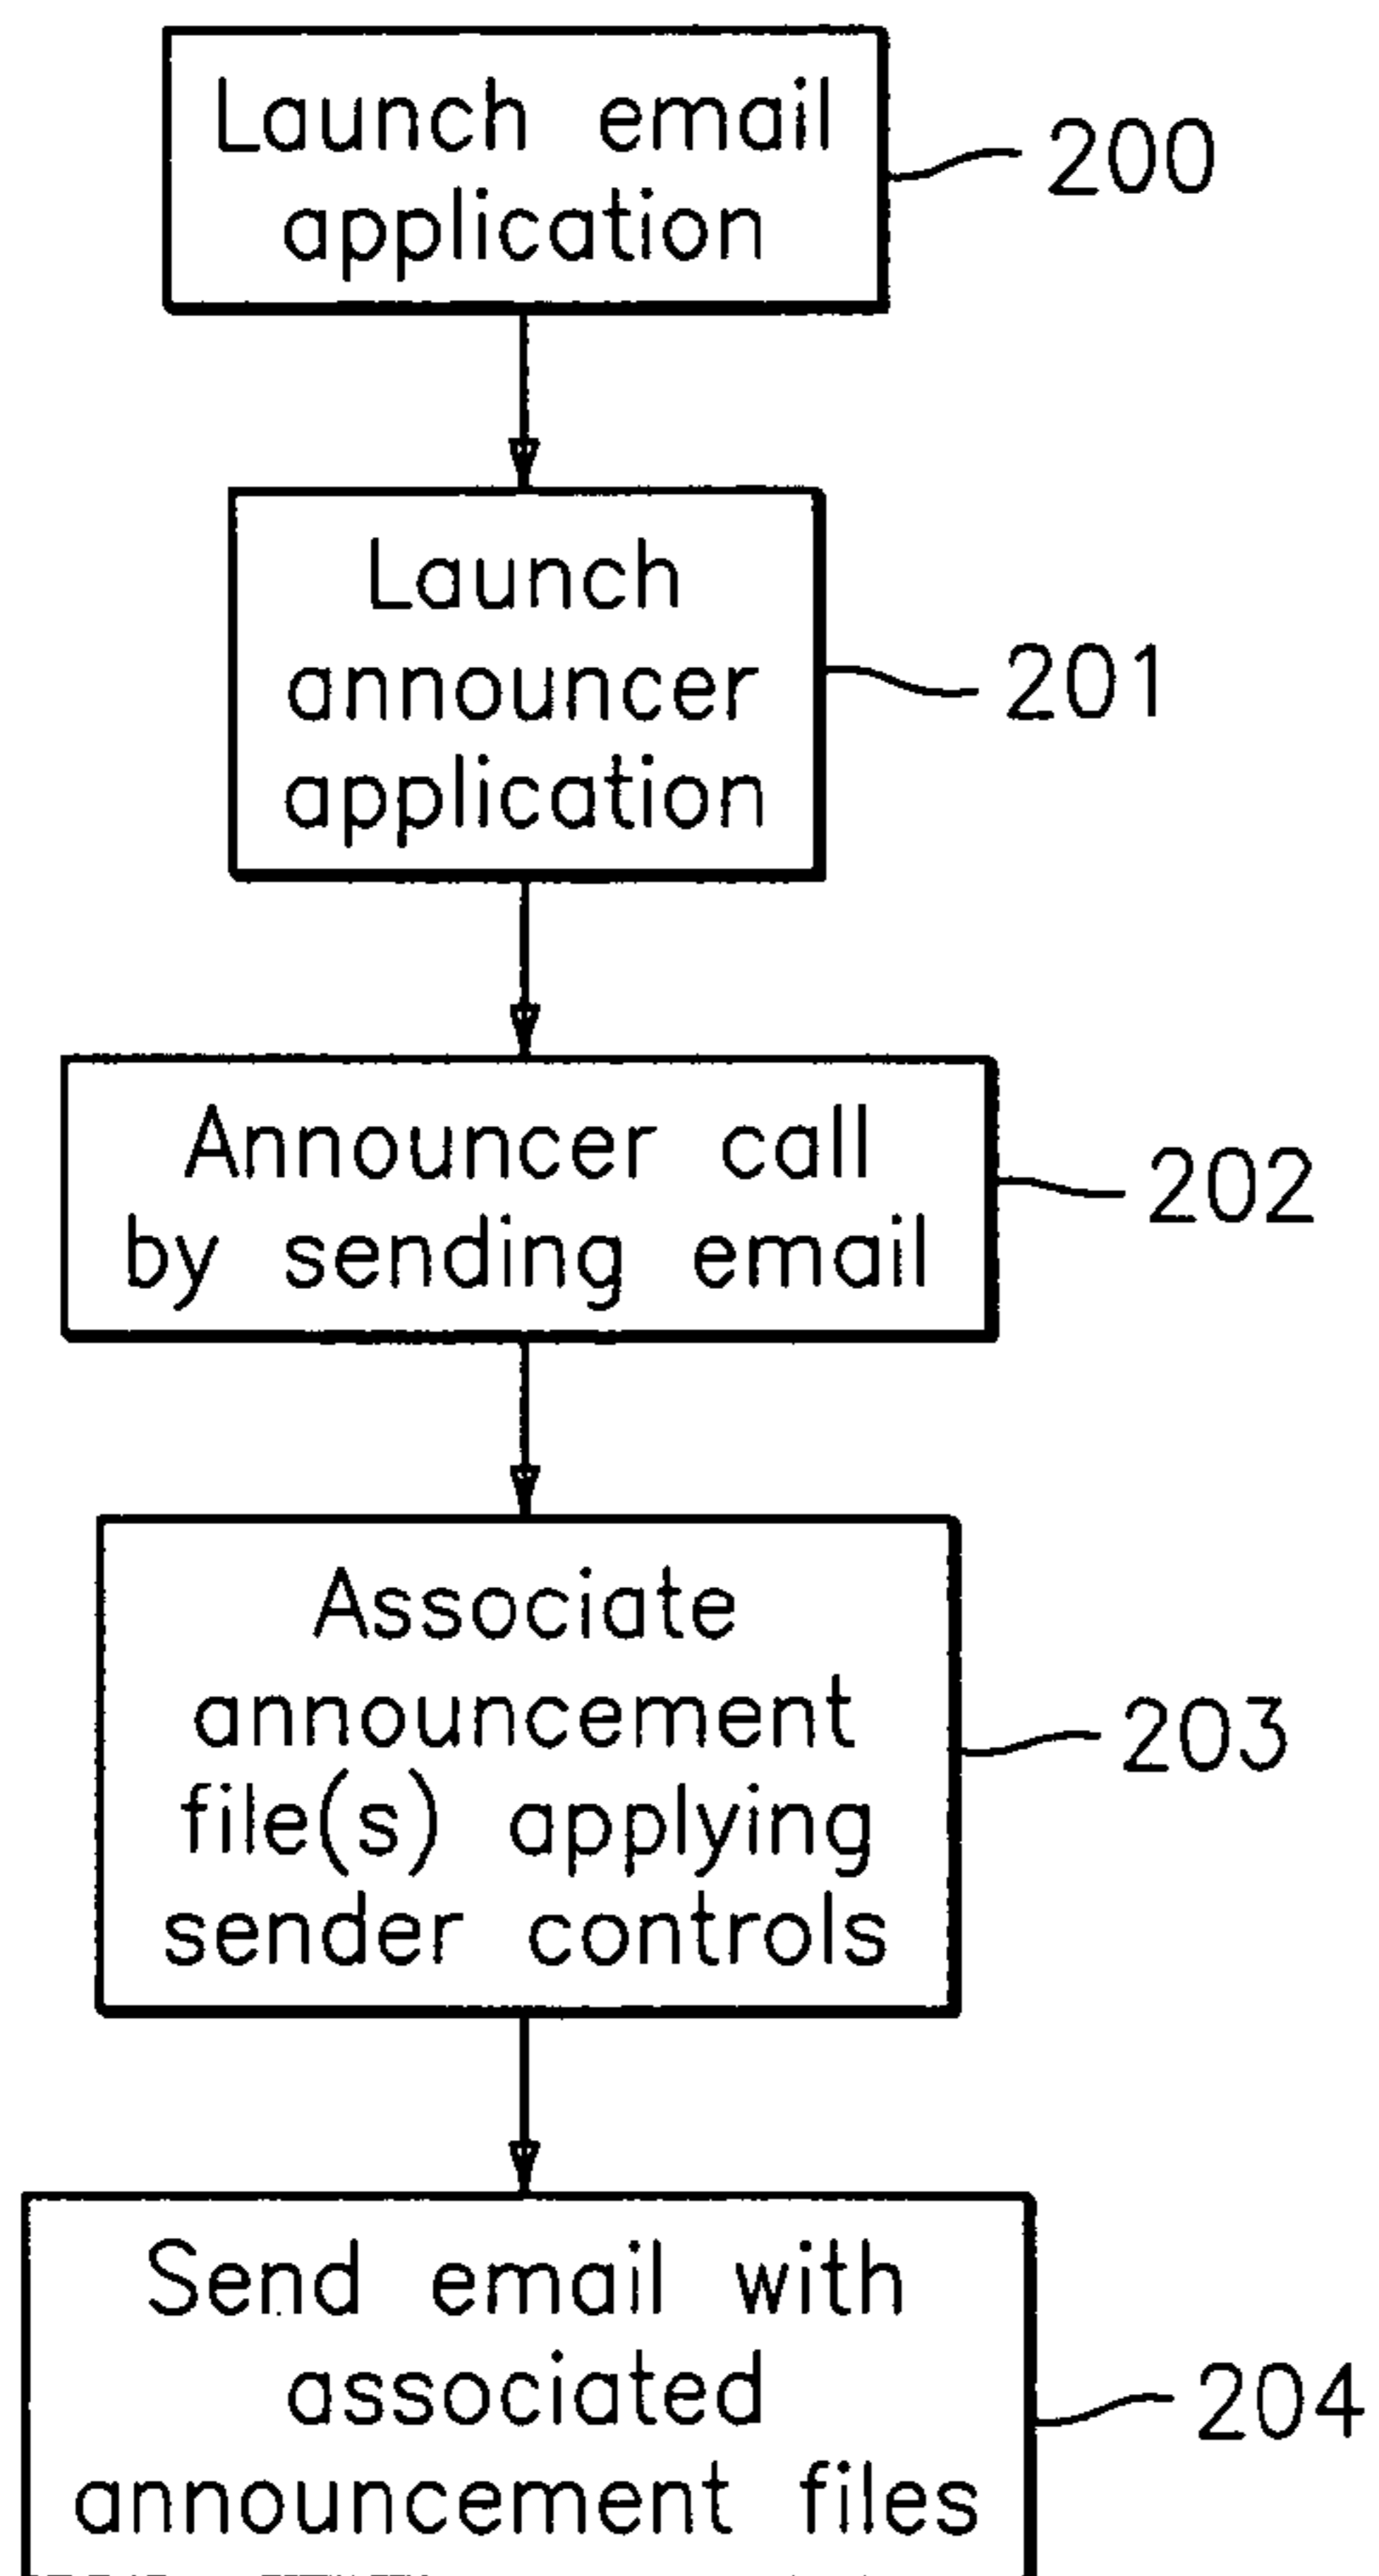 Launch email
application
200
Launch
announcer
application
201
Announcer call
by sending email
202
Associate
announcement
file(s) applying
sender controls
203
Send email with
associated
announcement files
204